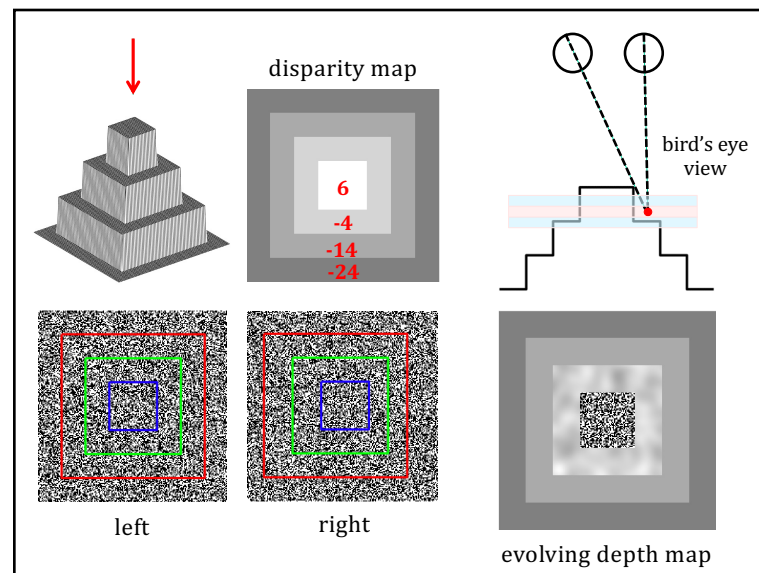 disparity map
6
-4
-14
-24
bird's eye
view
left
right
evolving depth map